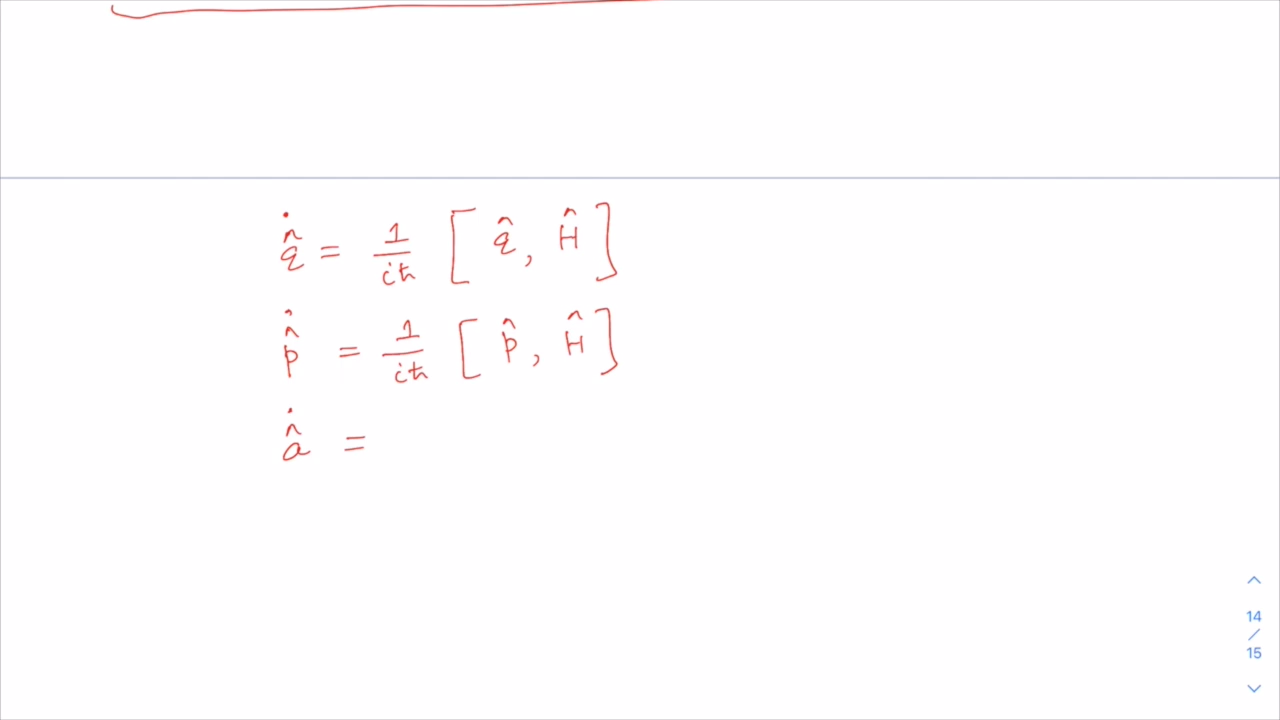 q̂̇ = 1/iħ [ q̂, Ĥ ]
p̂̇ = 1/iħ [ p̂, Ĥ ]
â̇ =
14
/
15